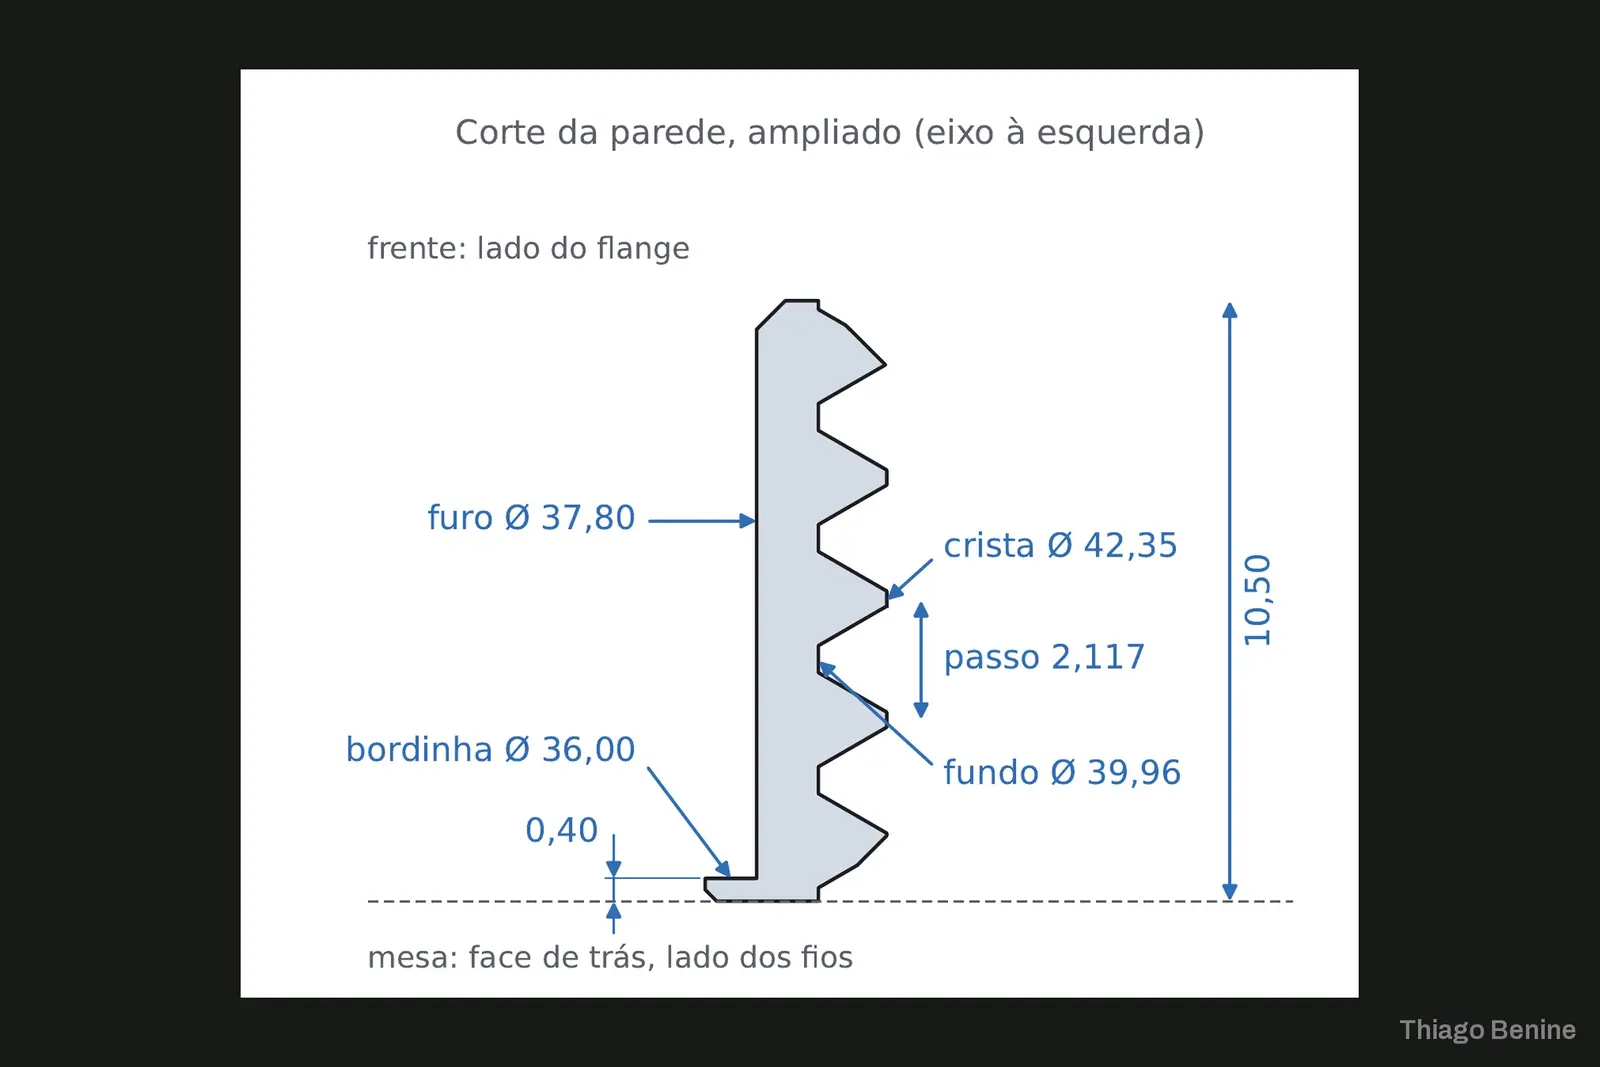 Corte da parede, ampliado (eixo à esquerda)
frente: lado do flange
furo Ø 37,80
crista Ø 42,35
10,50
passo 2,117
bordinha Ø 36,00
fundo Ø 39,96
0,40
mesa: face de trás, lado dos fios
Thiago Benine